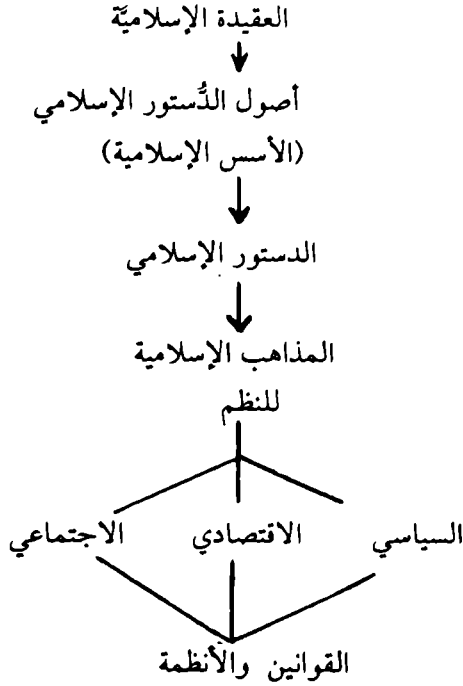 العقيدة الإسلاميَّة
أصول الدُّستور الإسلامي
(الأسس الإسلامية)
الدستور الإسلامي
المذاهب الإسلامية
للنظم
السياسي الاقتصادي الاجتماعي
القوانين والأنظمة